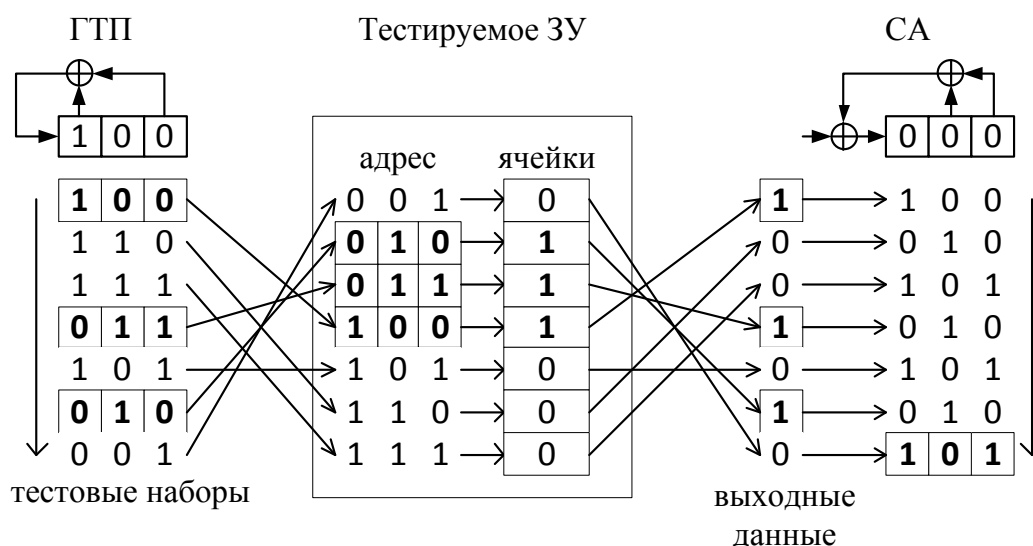 ГТП Тестируемое ЗУ СА
1 0 0 0 0 0
адрес ячейки
1 0 0 0 0 1 0 1 1 0 0
1 1 0 0 1 0 1 0 0 1 0
1 1 1 0 1 1 1 0 1 0 1
0 1 1 1 0 0 1 1 0 1 0
1 0 1 1 0 1 0 0 1 0 1
0 1 0 1 1 0 0 1 0 1 0
0 0 1 1 1 1 0 0 1 0 1
тестовые наборы
выходные
данные